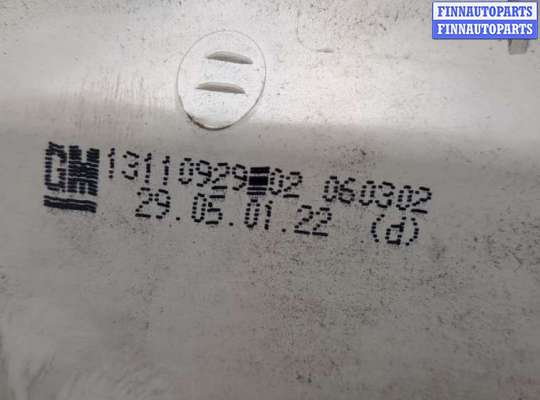 FINNAUTOPARTS
FINNAUTOPARTS
GM 13110929 02 060302
29.05.01.22 (d)